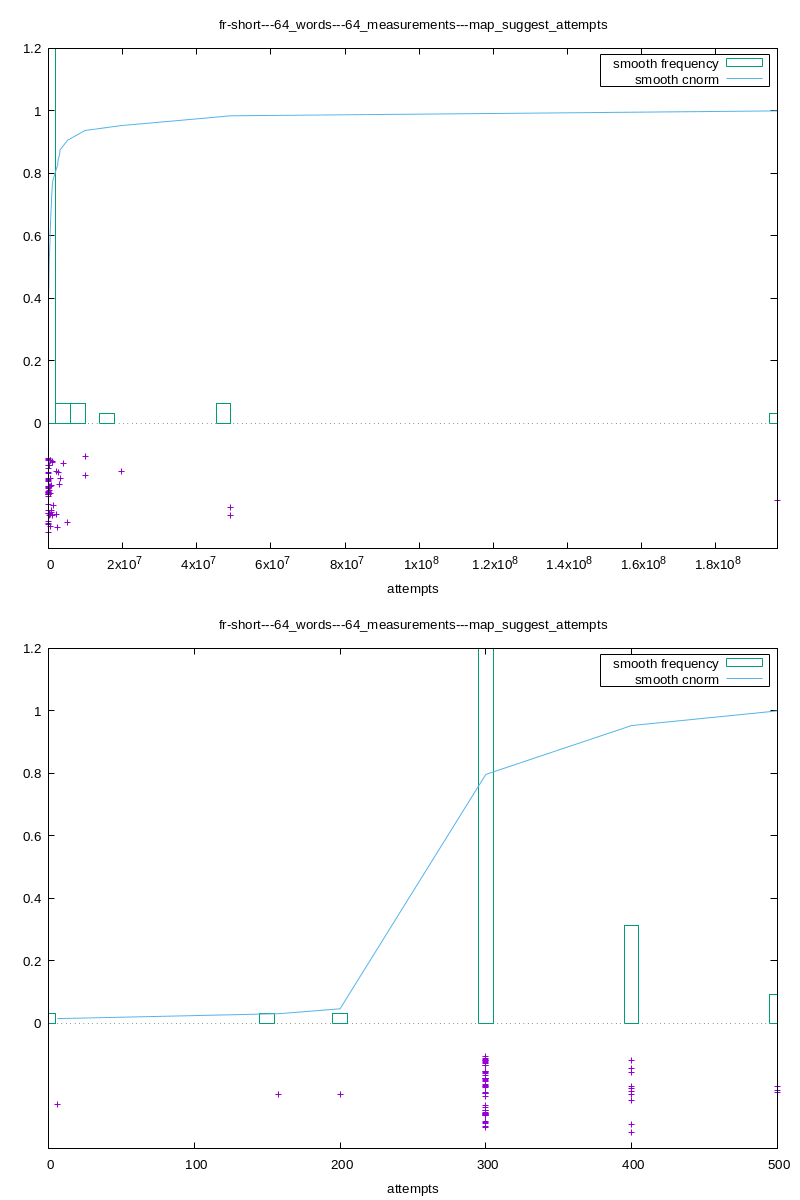 fr-short---64_words---64_measurements---map_suggest_attempts
1.2
smooth frequency
smooth cnorm
1
0.8
0.6
0.4
0.2
0
0 2x10^7 4x10^7 6x10^7 8x10^7 1x10^8 1.2x10^8 1.4x10^8 1.6x10^8 1.8x10^8
attempts
fr-short---64_words---64_measurements---map_suggest_attempts
1.2
smooth frequency
smooth cnorm
1
0.8
0.6
0.4
0.2
0
0 100 200 300 400 500
attempts